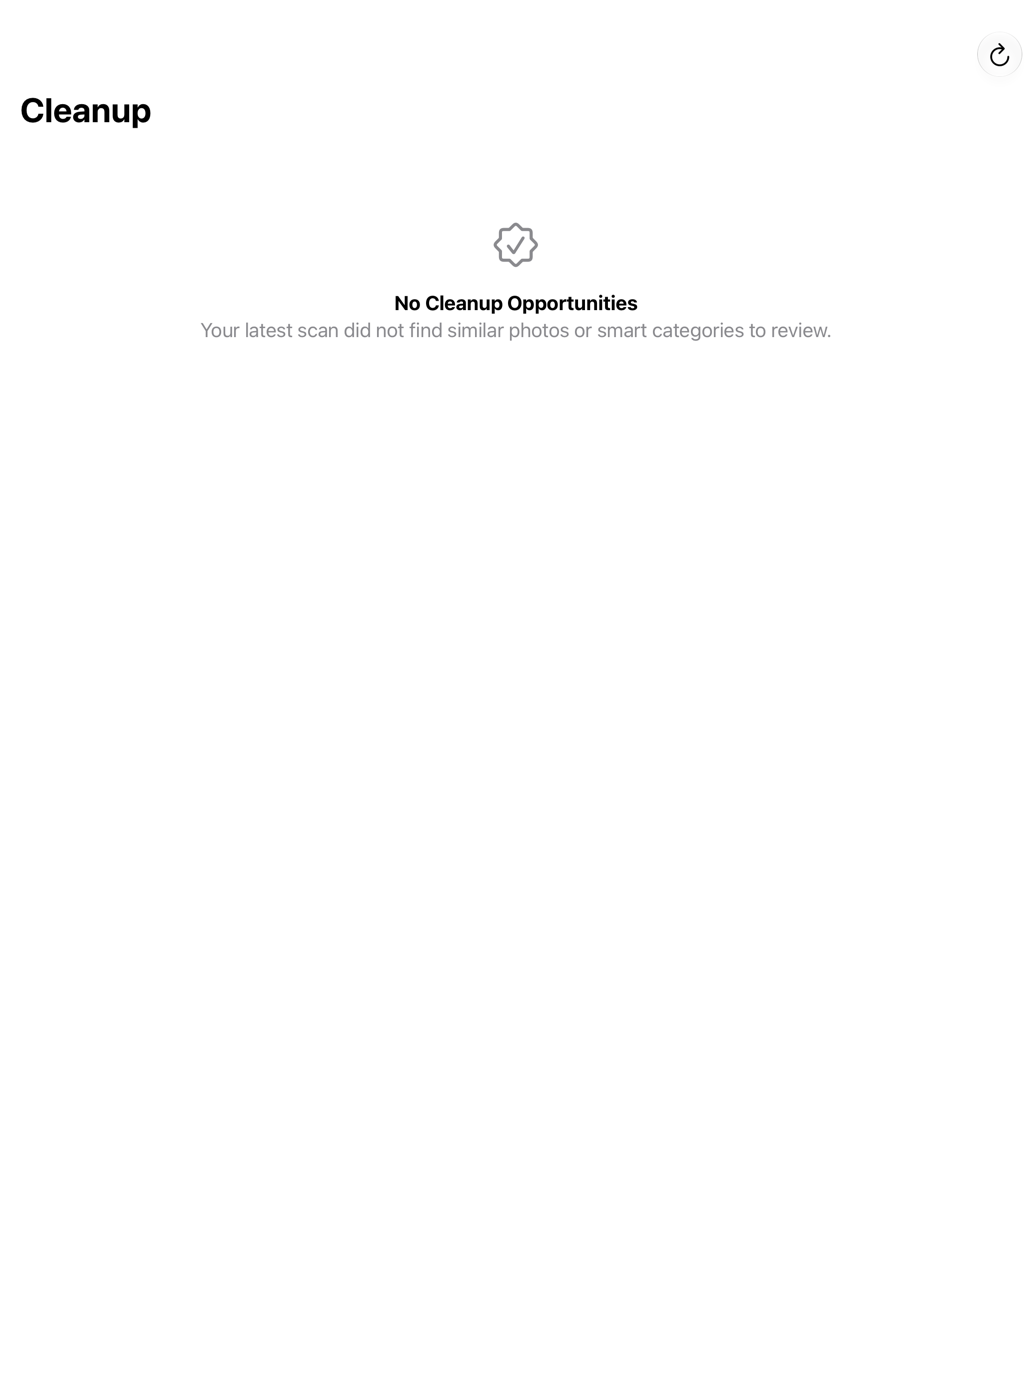 Cleanup
No Cleanup Opportunities
Your latest scan did not find similar photos or smart categories to review.